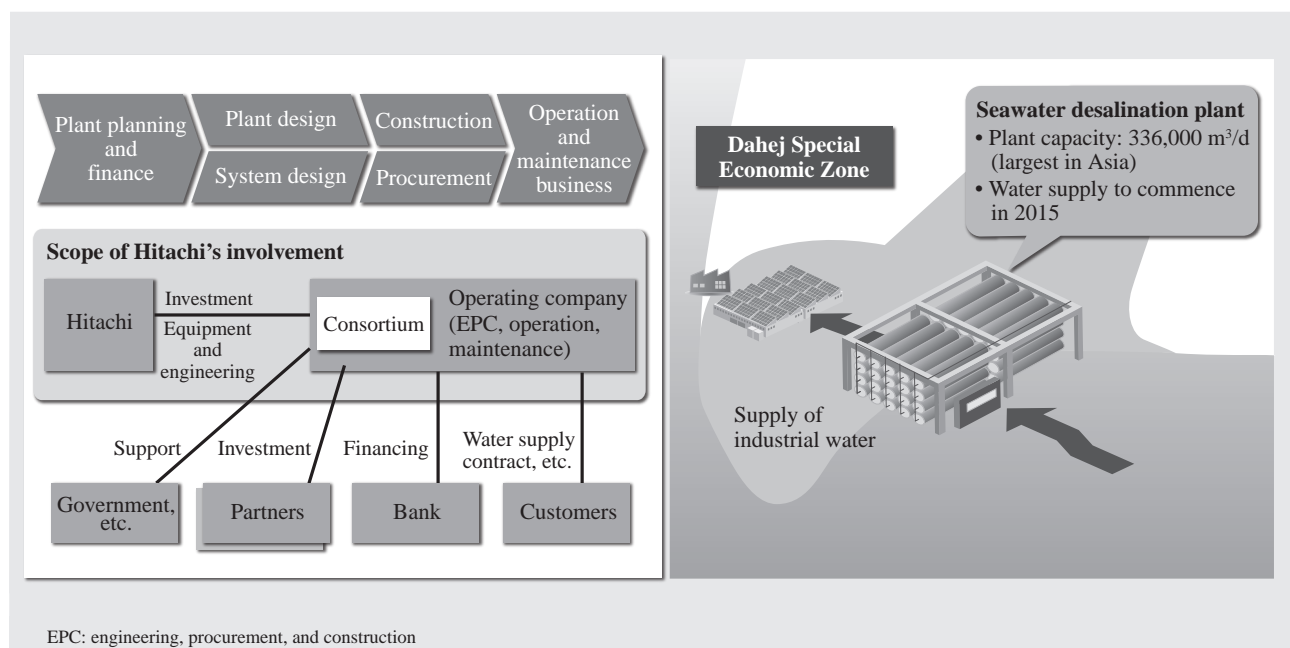 Plant planning
and
finance
Plant design
System design
Construction
Procurement
Operation
and
maintenance
business
Scope of Hitachi's involvement
Hitachi
Investment
Equipment
and
engineering
Consortium
Operating company
(EPC, operation,
maintenance)
Support
Investment
Financing
Water supply
contract, etc.
Government,
etc.
Partners
Bank
Customers
Dahej Special
Economic Zone
Seawater desalination plant
• Plant capacity: 336,000 m³/d
(largest in Asia)
• Water supply to commence
in 2015
Supply of
industrial water
EPC: engineering, procurement, and construction